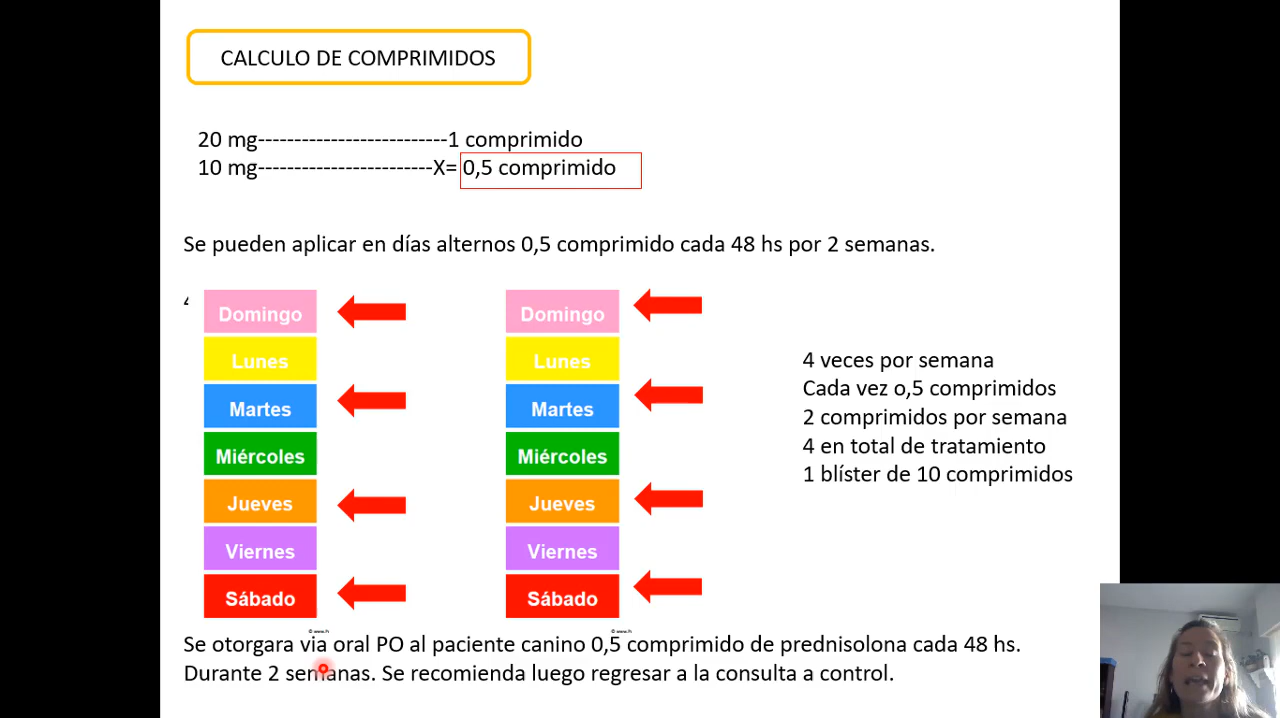 CALCULO DE COMPRIMIDOS
20 mg--------------------------1 comprimido
10 mg------------------------X= 0,5 comprimido
Se pueden aplicar en días alternos 0,5 comprimido cada 48 hs por 2 semanas.
Domingo
Lunes
Martes
Miércoles
Jueves
Viernes
Sábado
Domingo
Lunes
Martes
Miércoles
Jueves
Viernes
Sábado
4 veces por semana
Cada vez o,5 comprimidos
2 comprimidos por semana
4 en total de tratamiento
1 blíster de 10 comprimidos
Se otorgara via oral PO al paciente canino 0,5 comprimido de prednisolona cada 48 hs.
Durante 2 semanas. Se recomienda luego regresar a la consulta a control.